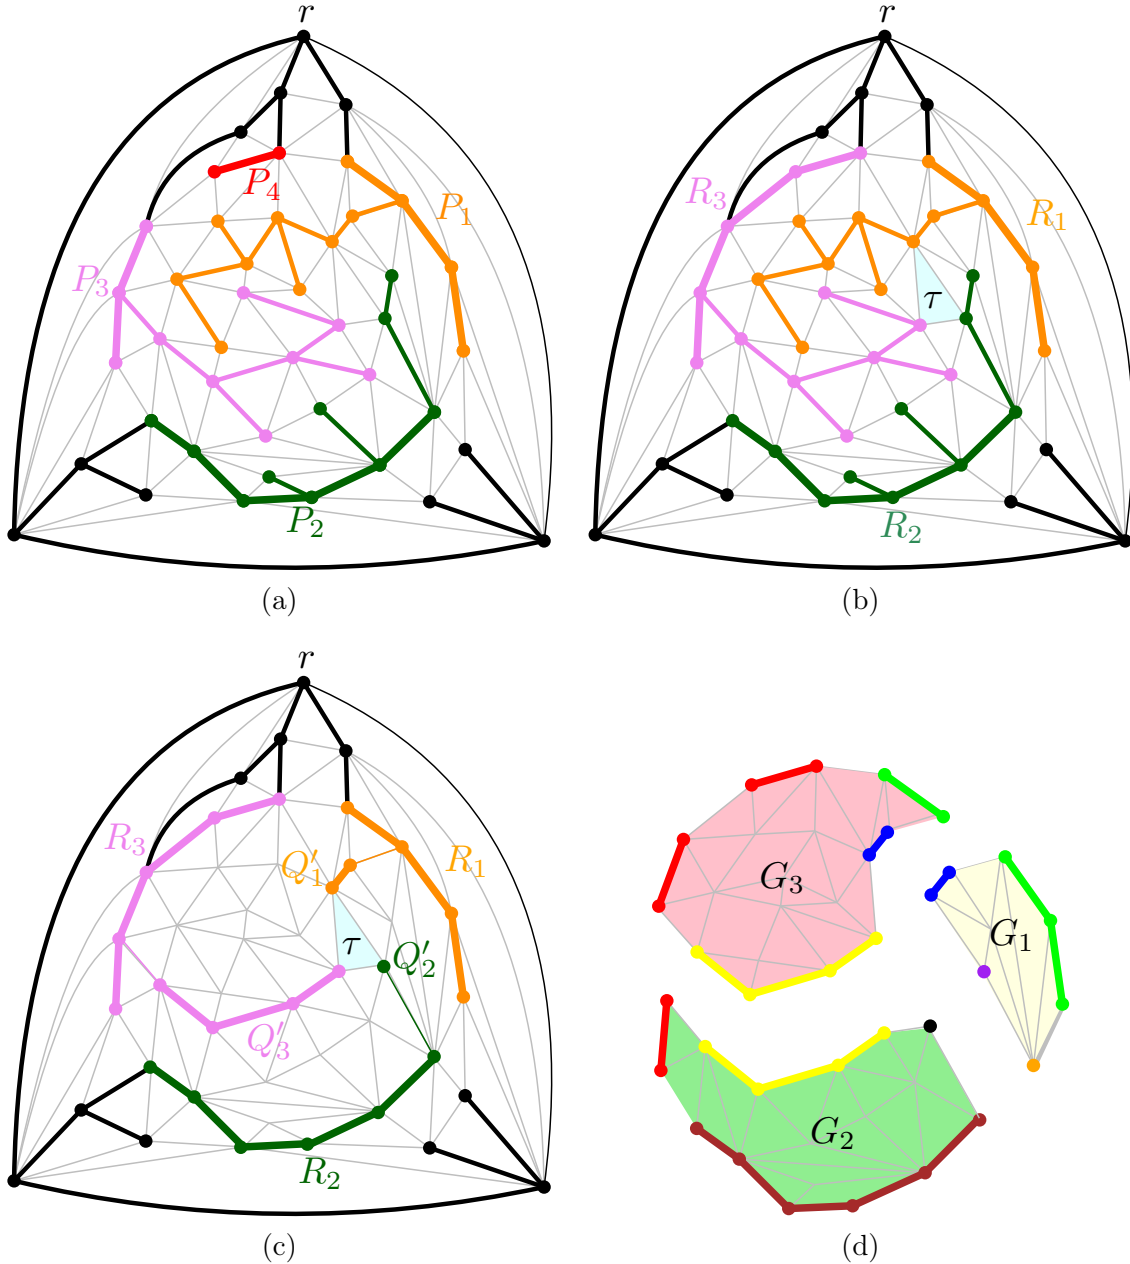 r
P₄
P₁
P₃
P₂
(a)
r
R₃
R₁
τ
R₂
(b)
r
R₃
Q′₁
R₁
τ
Q′₂
Q′₃
R₂
(c)
G₃
G₁
G₂
(d)